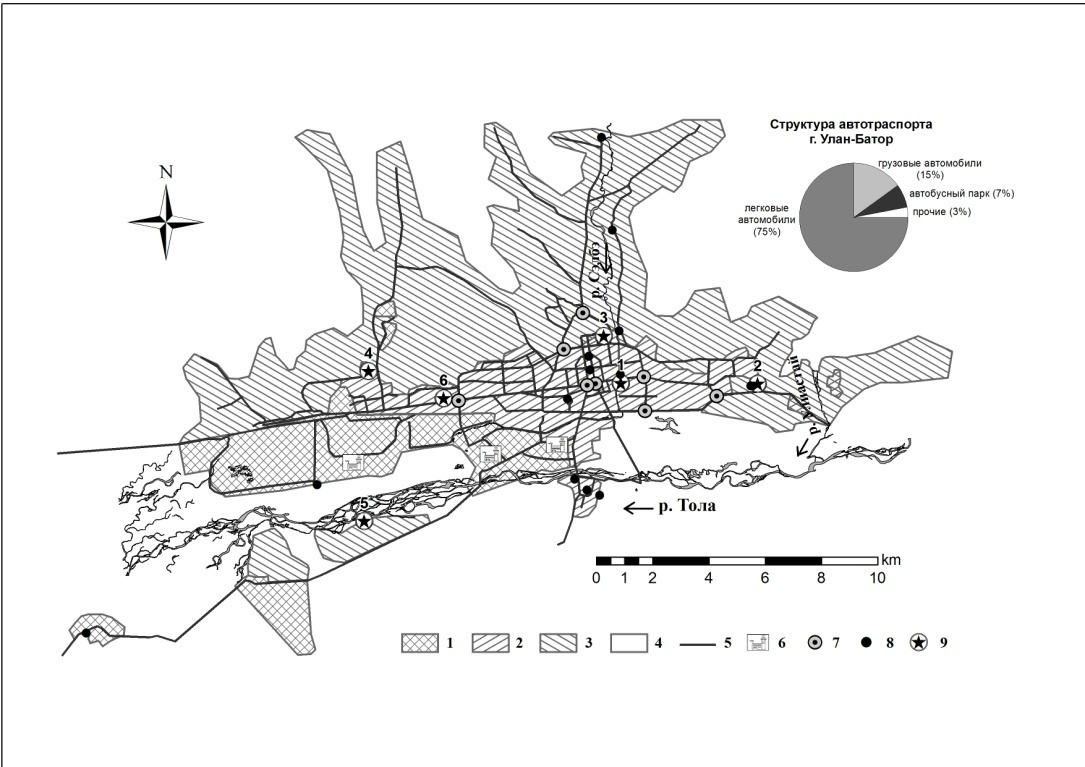 Структура автотраспорта
г. Улан-Батор
грузовые автомобили
(15%)
автобусный парк (7%)
прочие (3%)
легковые
автомобили
(75%)
N
р. Сэлбэ
3
4
1
2
6
р. Улиастай
5
р. Тола
km
0 1 2 4 6 8 10
1 2 3 4 5 6 7 8 9